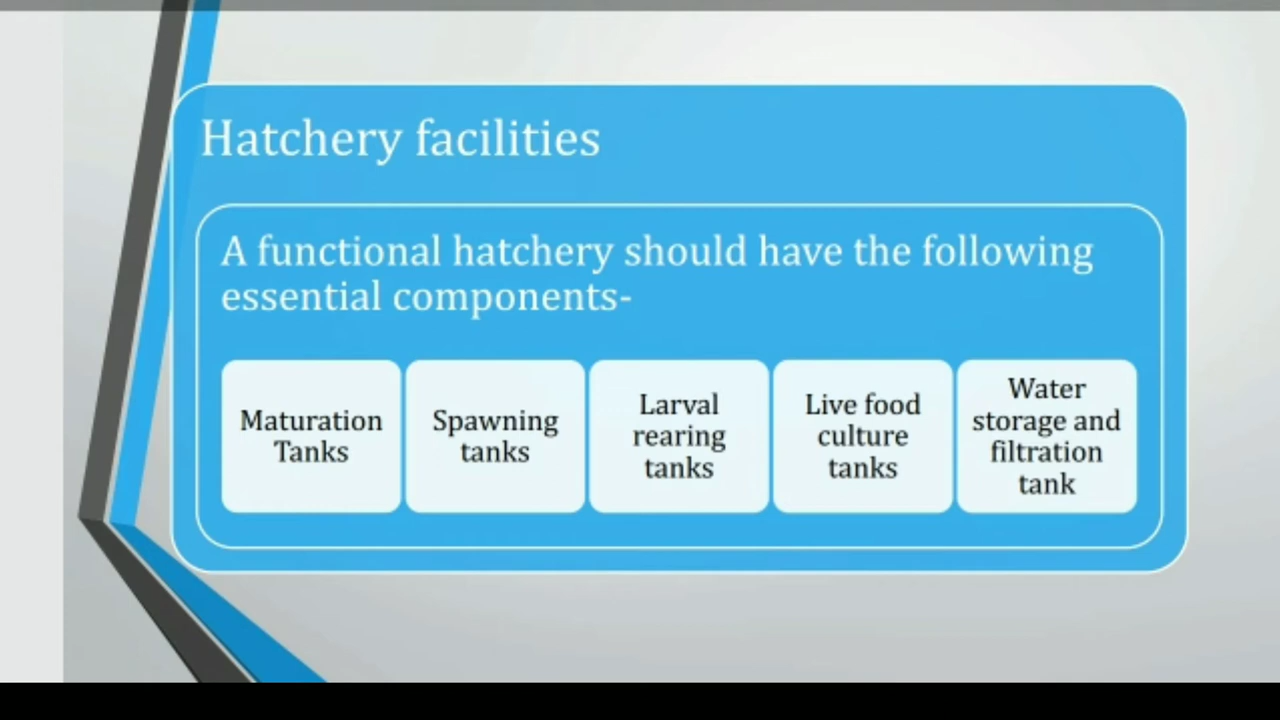 Hatchery facilities
A functional hatchery should have the following
essential components-
Maturation
Tanks
Spawning
tanks
Larval
rearing
tanks
Live food
culture
tanks
Water
storage and
filtration
tank